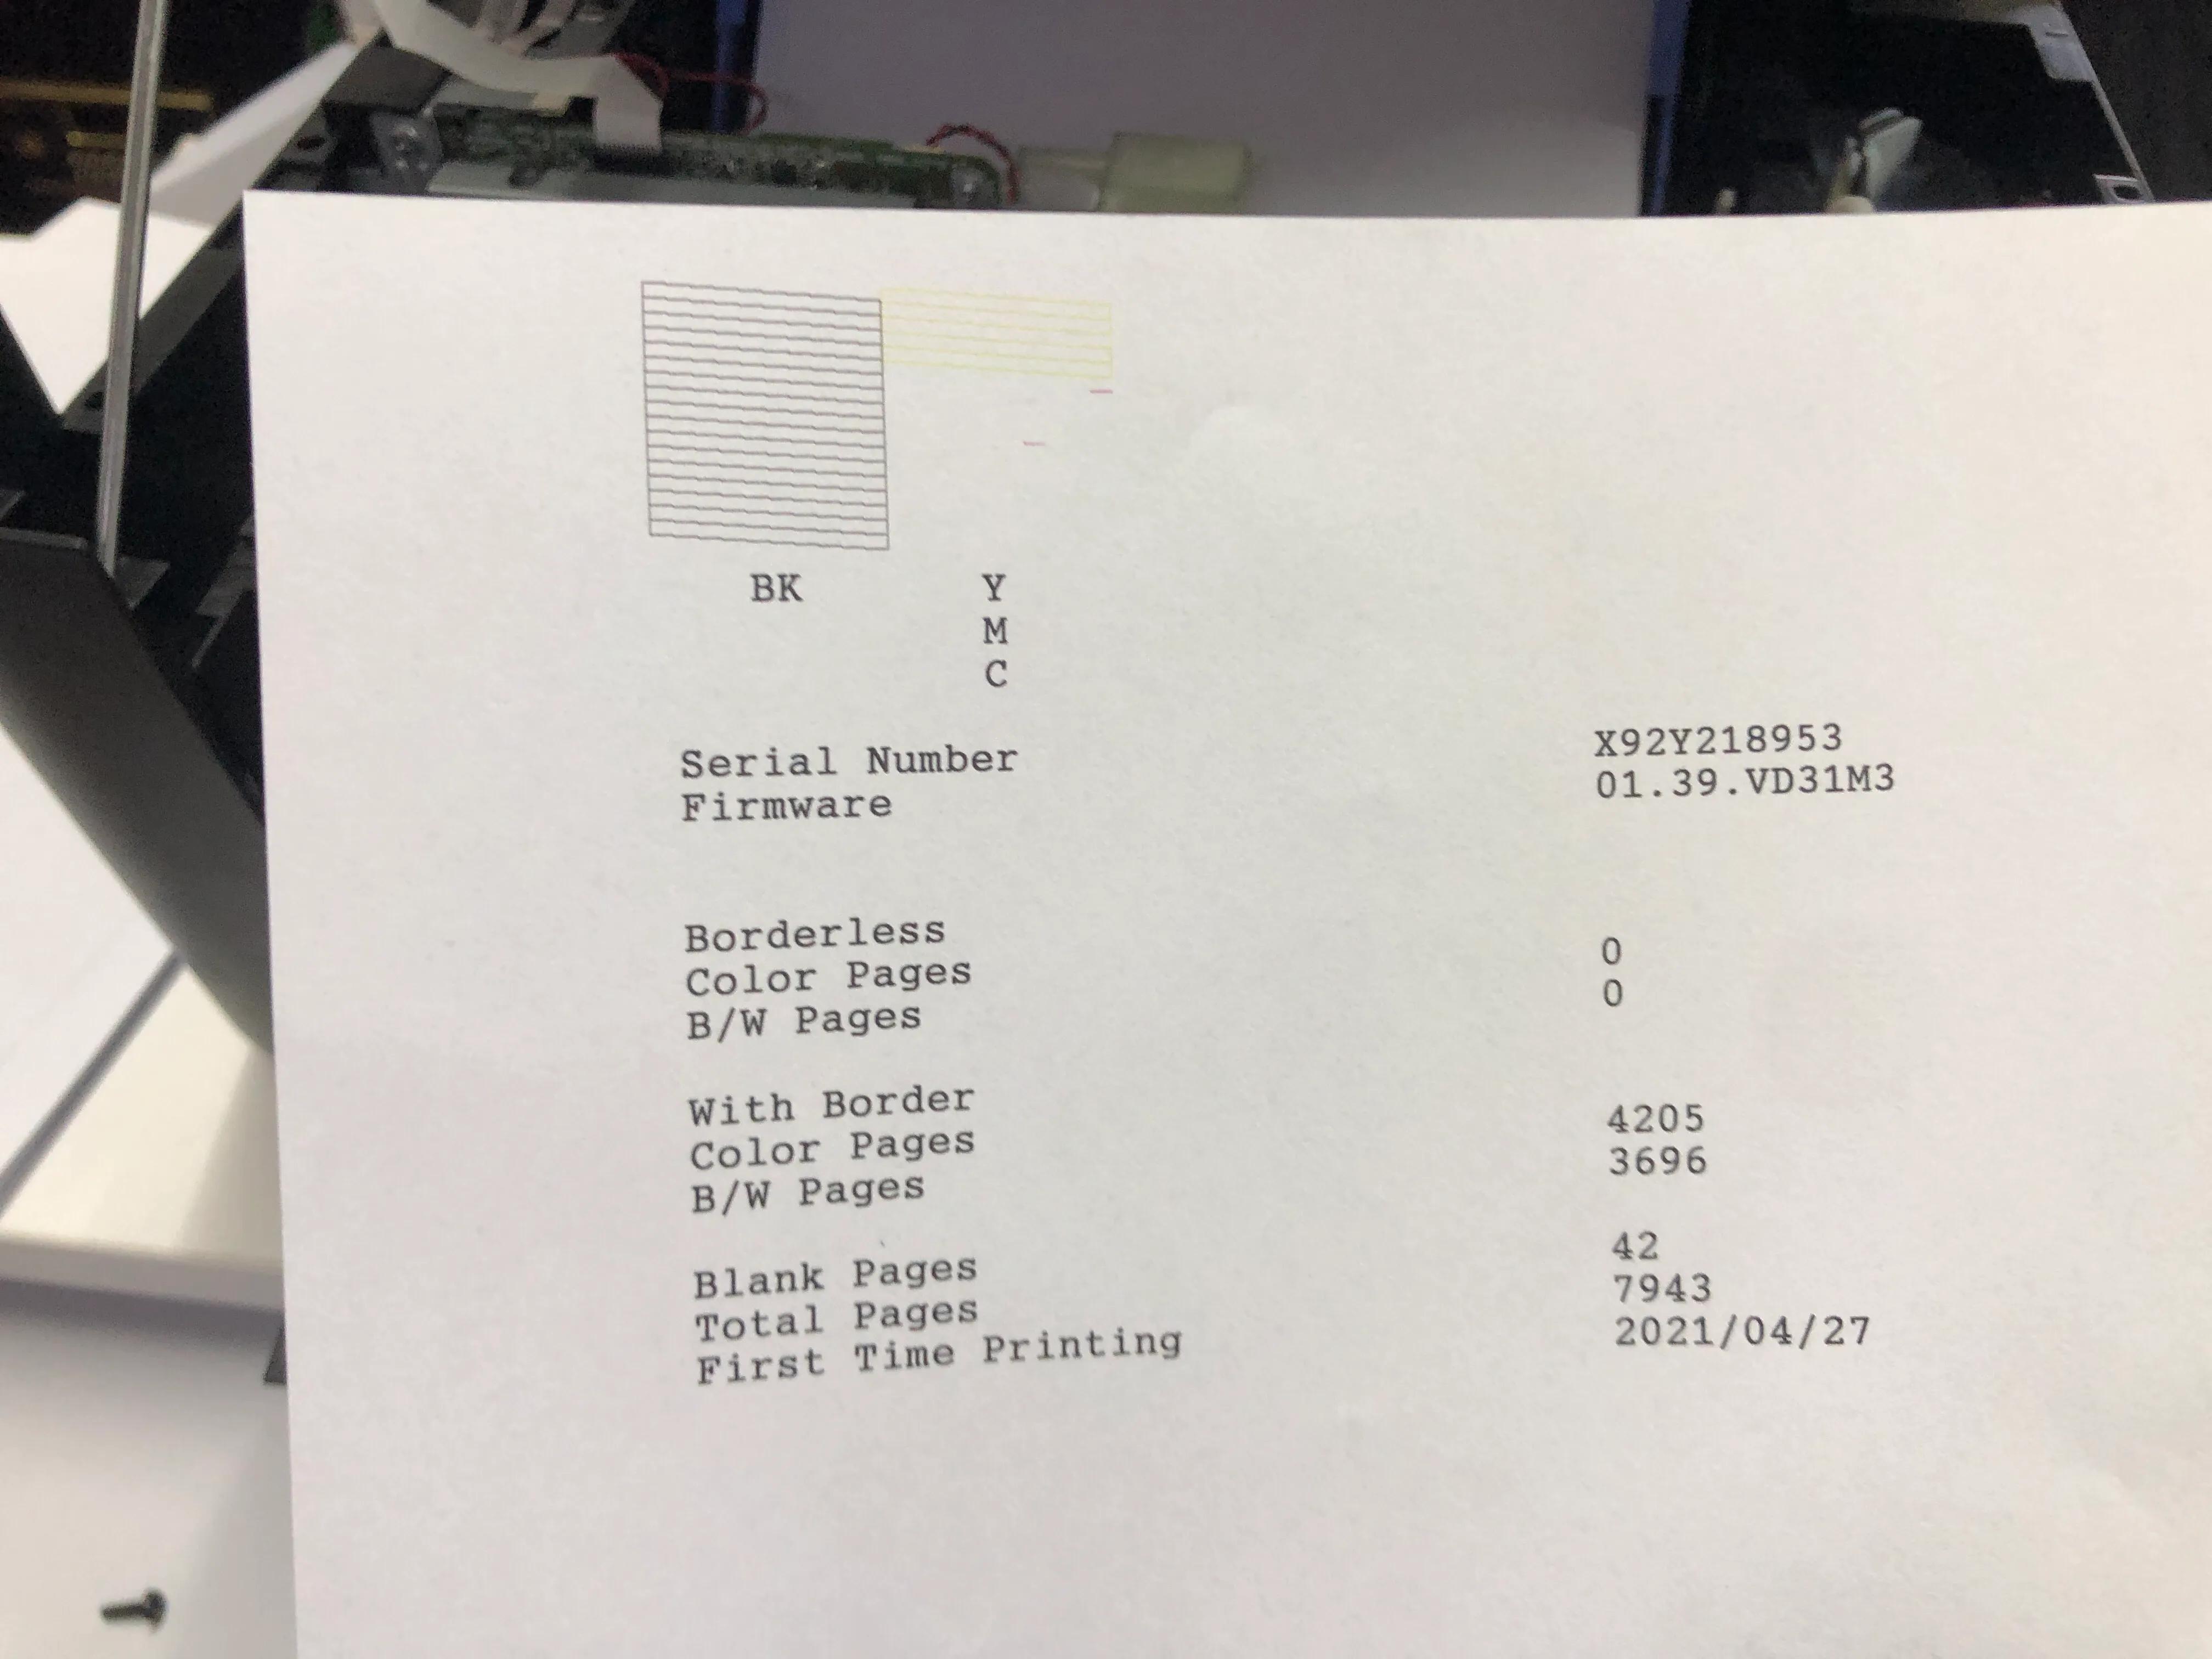 BK Y
M
C
Serial Number X92Y218953
Firmware 01.39.VD31M3
Borderless
Color Pages 0
B/W Pages 0
With Border
Color Pages 4205
B/W Pages 3696
Blank Pages 42
Total Pages 7943
First Time Printing 2021/04/27